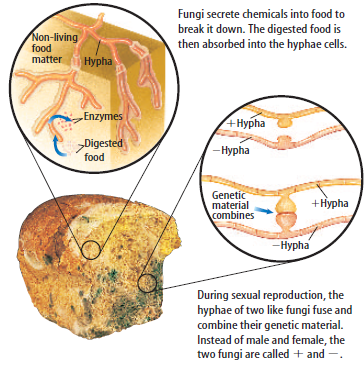 Fungi secrete chemicals into food to
break it down. The digested food is
then absorbed into the hyphae cells.
Non-living
food
matter
Hypha
Enzymes
Digested
food
+Hypha
−Hypha
Genetic
material
combines
+Hypha
−Hypha
During sexual reproduction, the
hyphae of two like fungi fuse and
combine their genetic material.
Instead of male and female, the
two fungi are called + and −.